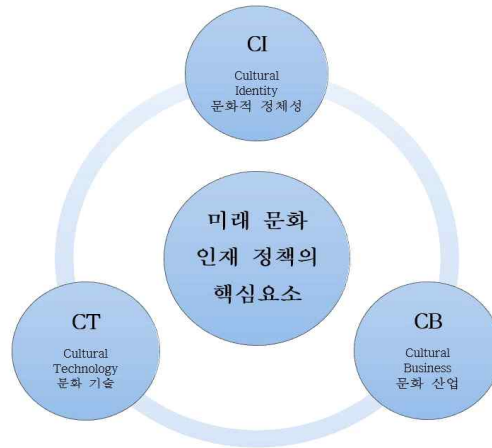 CI
Cultural
Identity
문화적 정체성
미래 문화
인재 정책의
핵심요소
CT
Cultural
Technology
문화 기술
CB
Cultural
Business
문화 산업